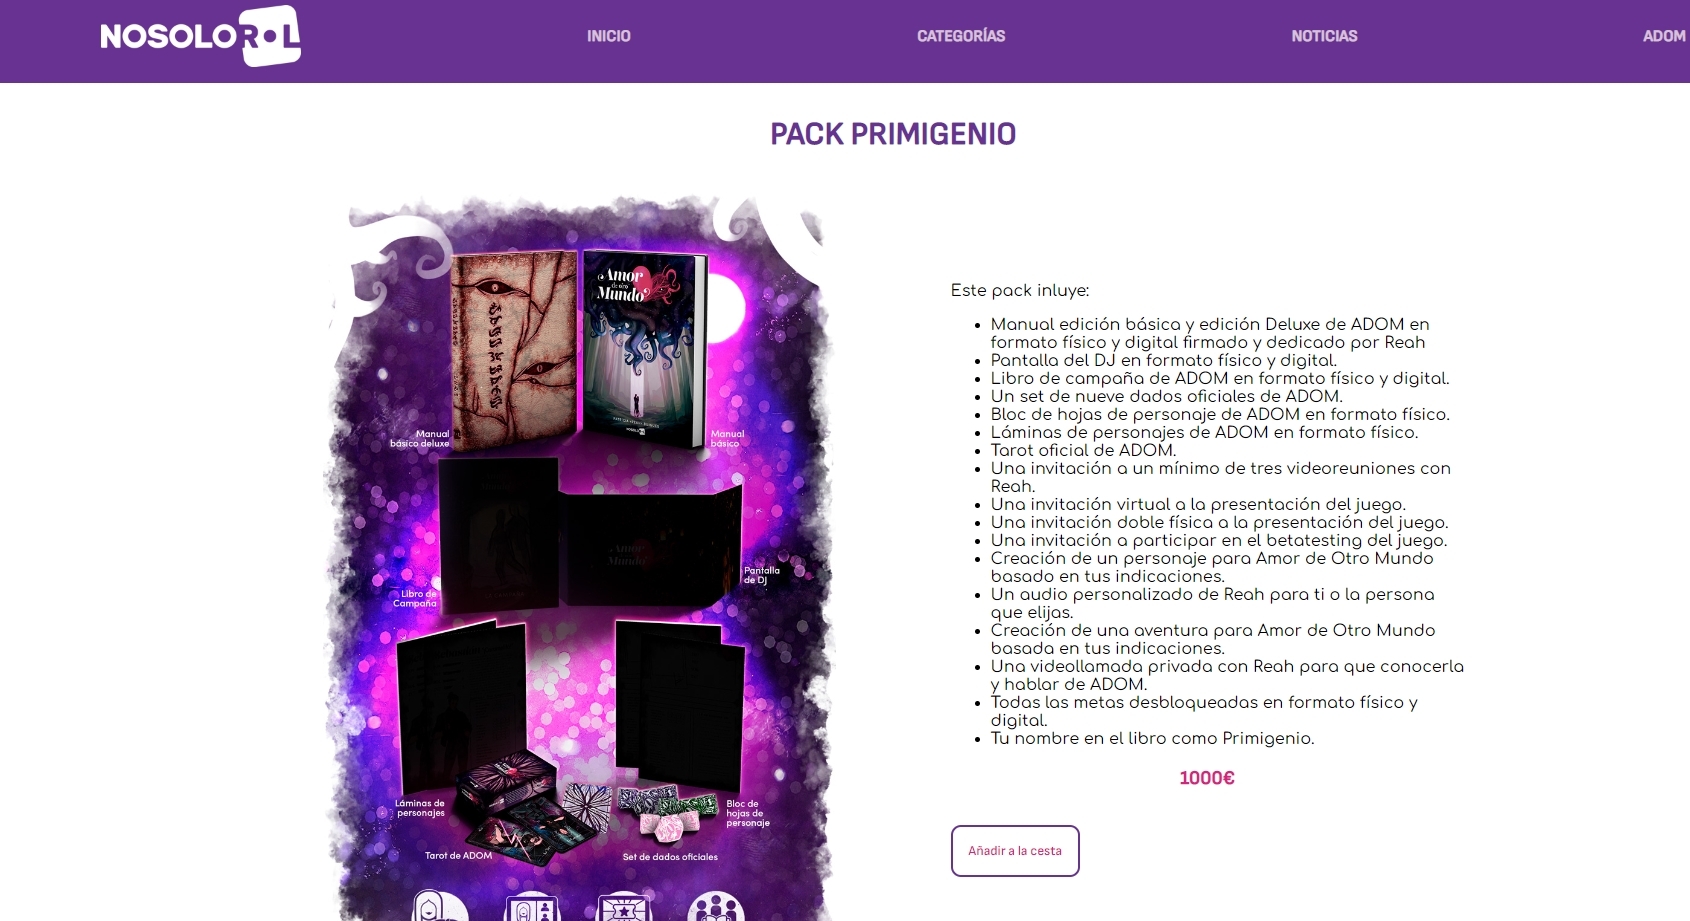 NOSOLOROL
INICIO
CATEGORÍAS
NOTICIAS
ADOM
PACK PRIMIGENIO
Amor
de otro
Mundo
NOSOLOROL
Manual
básico deluxe
Manual
básico
Amor
Mundo
Libro de
Campaña
Pantalla
de DJ
Láminas de
personajes
Bloc de
hojas de
personaje
Tarot de ADOM
Set de dados oficiales
Este pack inluye:
Manual edición básica y edición Deluxe de ADOM en
formato físico y digital firmado y dedicado por Reah
Pantalla del DJ en formato físico y digital.
Libro de campaña de ADOM en formato físico y digital.
Un set de nueve dados oficiales de ADOM.
Bloc de hojas de personaje de ADOM en formato físico.
Láminas de personajes de ADOM en formato físico.
Tarot oficial de ADOM.
Una invitación a un mínimo de tres videoreuniones con
Reah.
Una invitación virtual a la presentación del juego.
Una invitación doble física a la presentación del juego.
Una invitación a participar en el betatesting del juego.
Creación de un personaje para Amor de Otro Mundo
basado en tus indicaciones.
Un audio personalizado de Reah para ti o la persona
que elijas.
Creación de una aventura para Amor de Otro Mundo
basada en tus indicaciones.
Una videollamada privada con Reah para que conocerla
y hablar de ADOM.
Todas las metas desbloqueadas en formato físico y
digital.
Tu nombre en el libro como Primigenio.
1000€
Añadir a la cesta